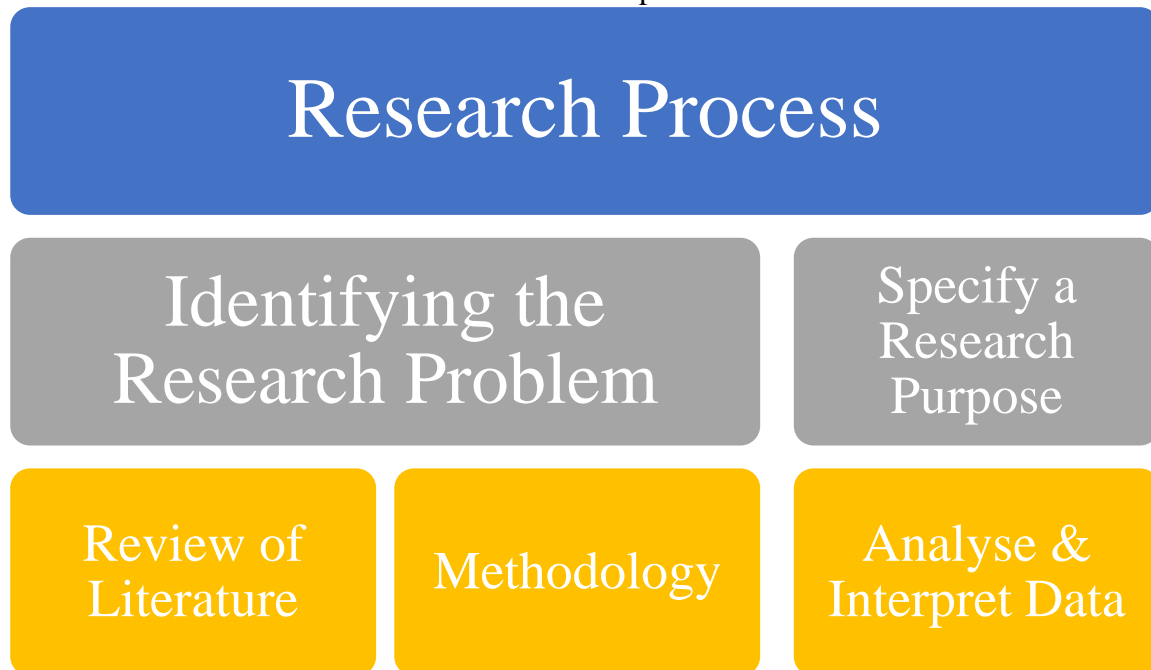 Research Process
Identifying the
Research Problem
Specify a
Research
Purpose
Review of
Literature
Methodology
Analyse &
Interpret Data